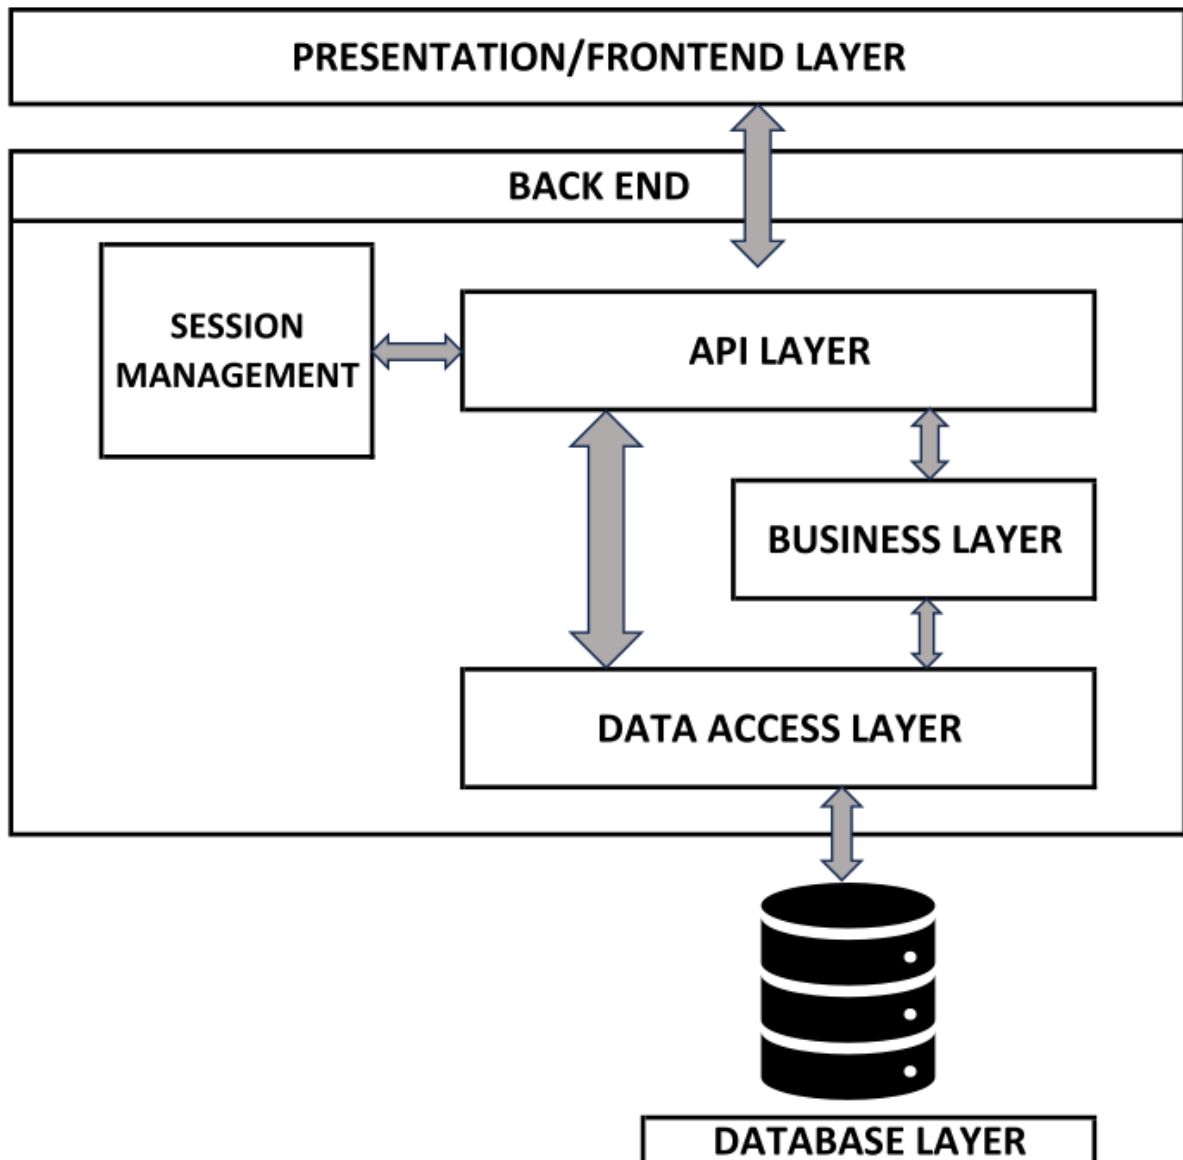 PRESENTATION/FRONTEND LAYER
BACK END
SESSION
MANAGEMENT
API LAYER
BUSINESS LAYER
DATA ACCESS LAYER
DATABASE LAYER